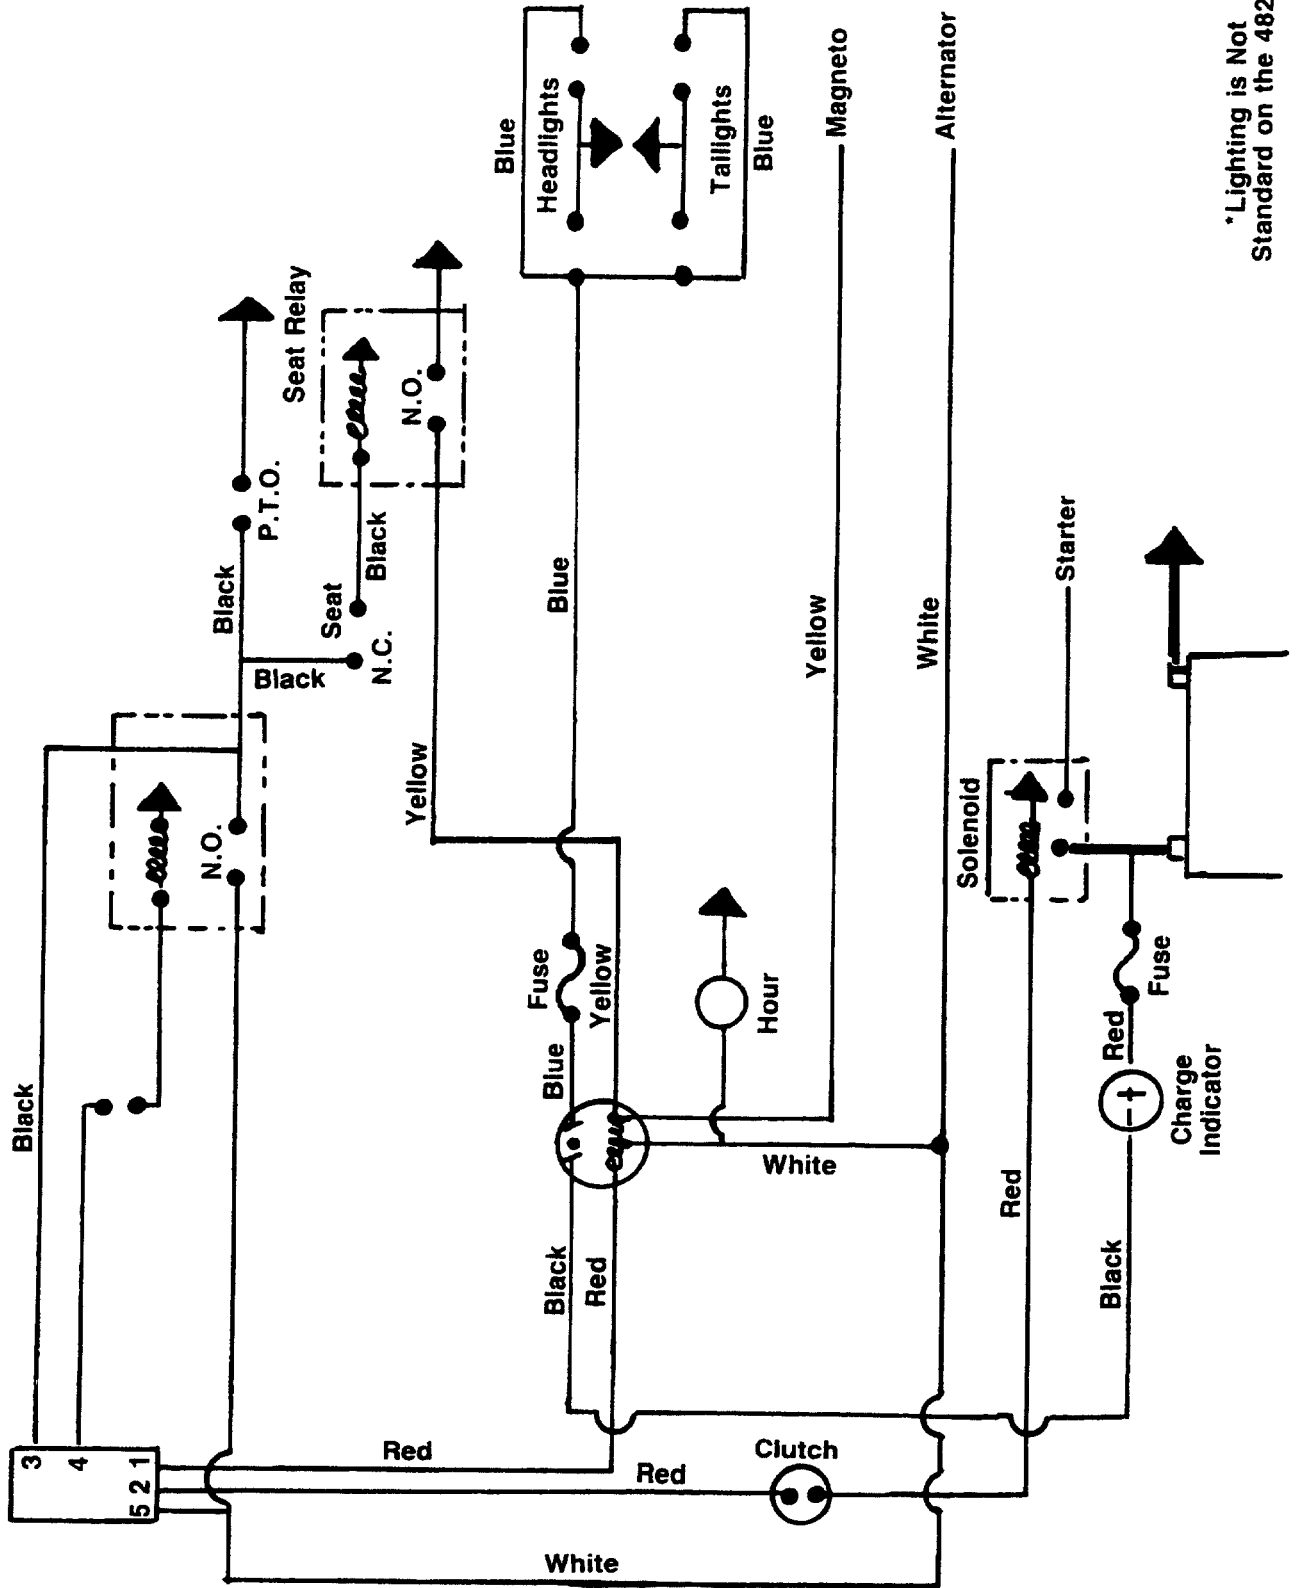 Black
3
4
5 2 1
N.O.
Black
Black
P.T.O.
Seat Relay
Seat
N.C.
Black
N.O.
Red
Yellow
Blue
Headlights
Taillights
Blue
White
Black
Red
Blue
Fuse
Yellow
Blue
Red
Clutch
White
Hour
Yellow
Magneto
White
Alternator
Solenoid
Starter
Red
Black
Red
Fuse
Charge
Indicator
*Lighting is Not
Standard on the 482